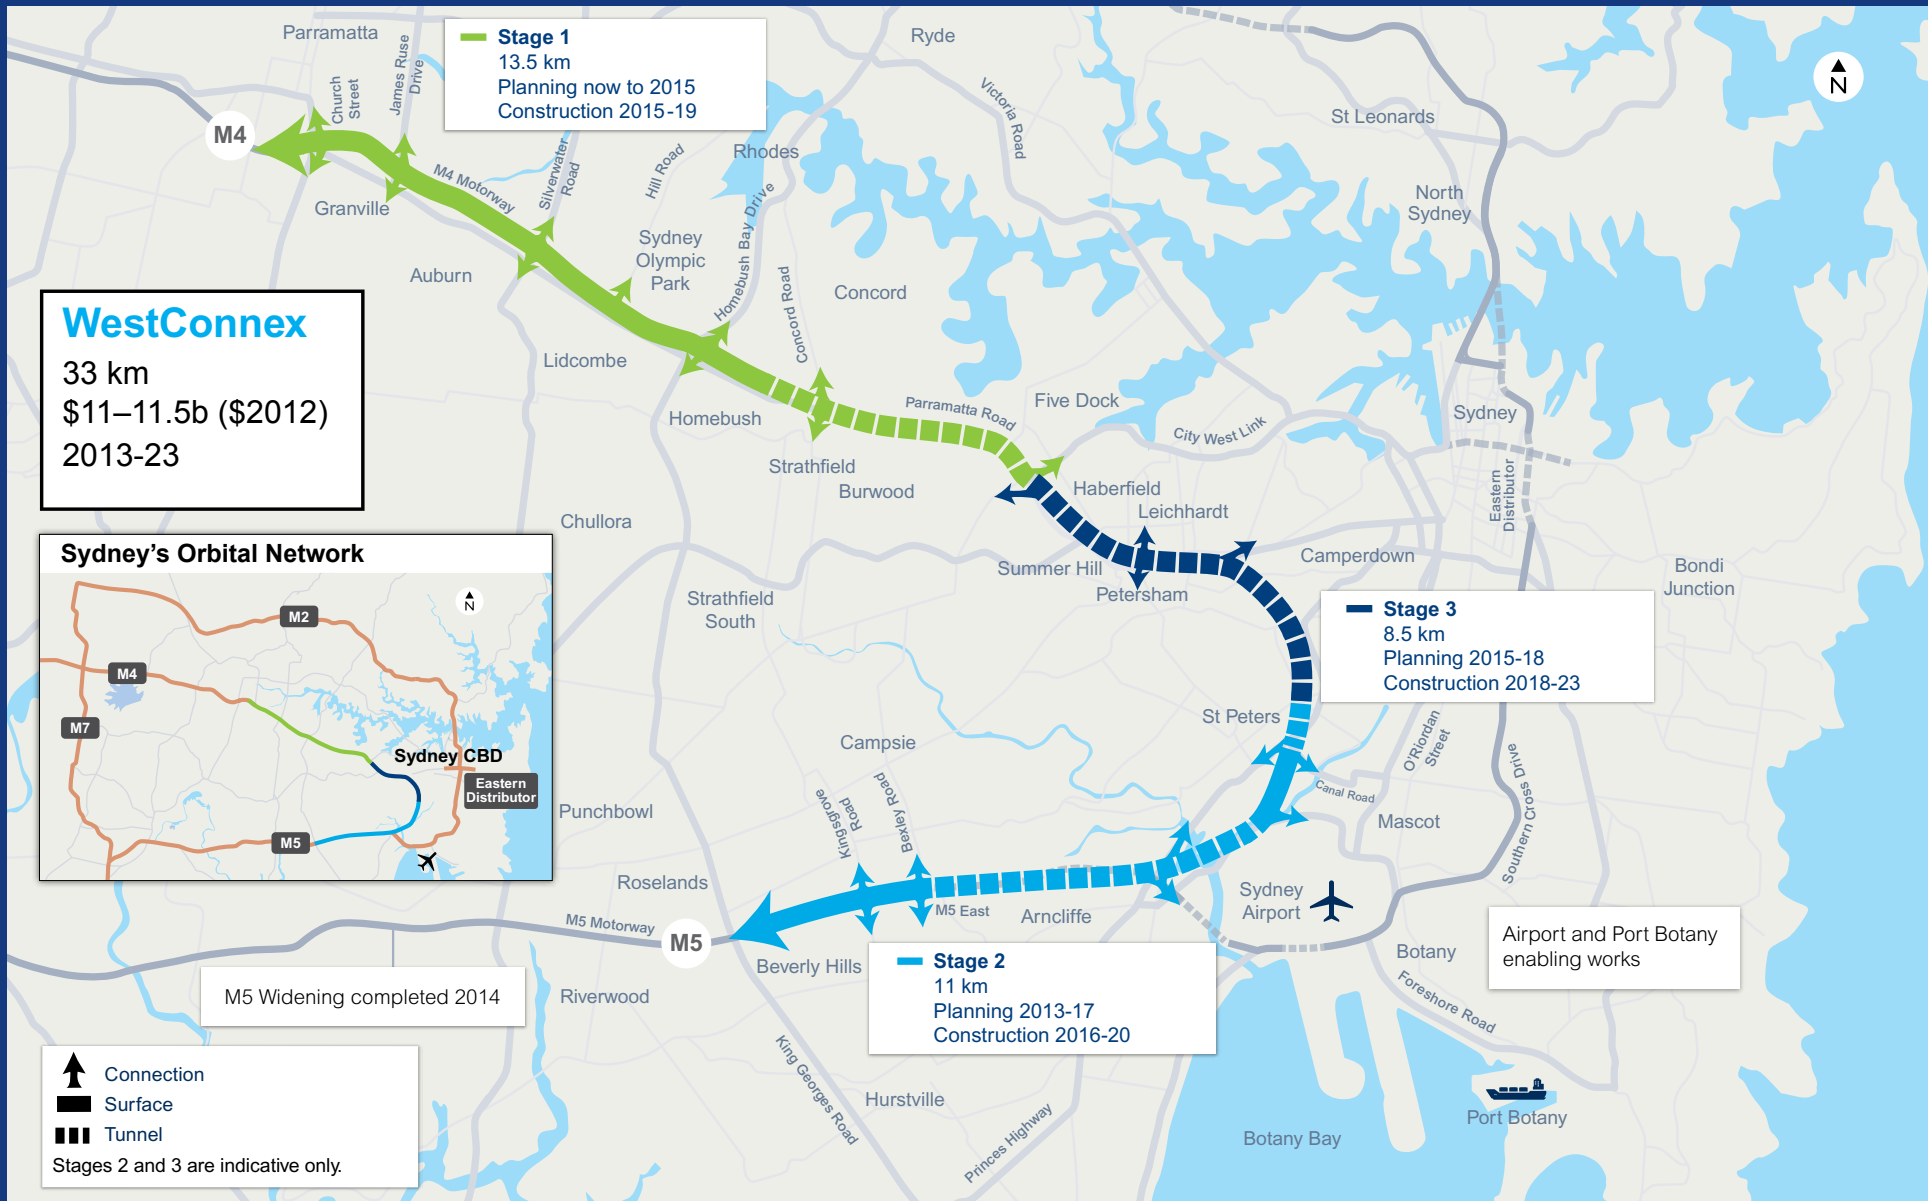 Parramatta
Church
Street
James Ruse
Drive
Stage 1
13.5 km
Planning now to 2015
Construction 2015-19
Ryde
Victoria Road
St Leonards
N
M4
Granville
M4 Motorway
Silverwater
Road
Hill Road
Rhodes
North
Sydney
Auburn
Sydney
Olympic
Park
Homebush Bay Drive
Concord Road
Concord
WestConnex
33 km
$11–11.5b ($2012)
2013-23
Lidcombe
Homebush
Parramatta Road
Five Dock
City West Link
Sydney
Strathfield
Burwood
Haberfield
Leichhardt
Eastern
Distributor
Chullora
Summer Hill
Petersham
Camperdown
Bondi
Junction
Strathfield
South
Sydney's Orbital Network
N
M2
M4
M7
Sydney CBD
Eastern
Distributor
M5
Stage 3
8.5 km
Planning 2015-18
Construction 2018-23
St Peters
O'Riordan
Street
Southern Cross Drive
Campsie
Canal Road
Mascot
Punchbowl
Kingsgrove
Road
Bexley Road
Roselands
M5 East
Arncliffe
Sydney
Airport
M5 Motorway
M5
Beverly Hills
Botany
Airport and Port Botany
enabling works
Foreshore Road
M5 Widening completed 2014
Riverwood
Stage 2
11 km
Planning 2013-17
Construction 2016-20
King Georges Road
Hurstville
Princes Highway
Port Botany
Botany Bay
Connection
Surface
Tunnel
Stages 2 and 3 are indicative only.